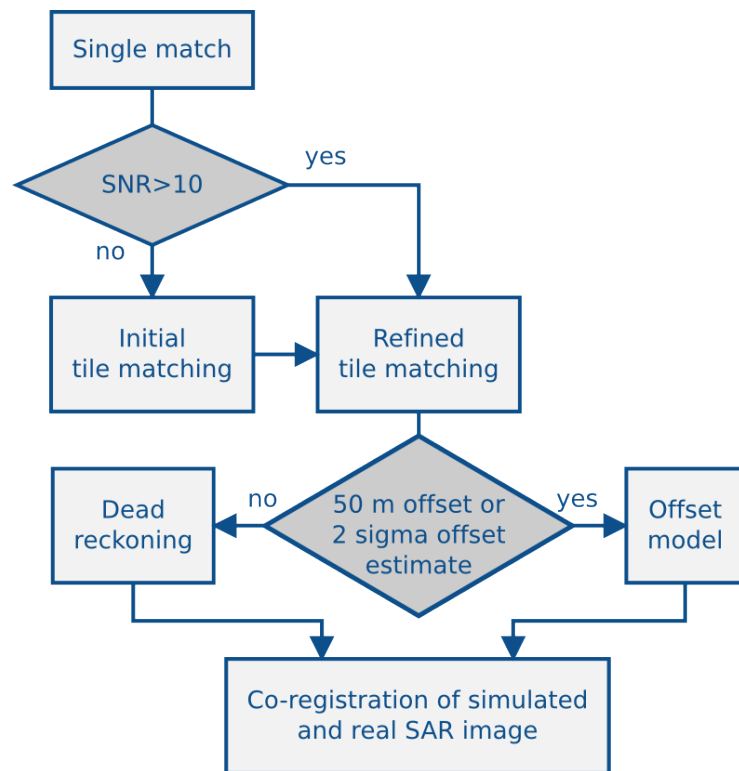 Single match
SNR>10
yes
no
Initial
tile matching
Refined
tile matching
50 m offset or
2 sigma offset
estimate
no
yes
Dead
reckoning
Offset
model
Co-registration of simulated
and real SAR image